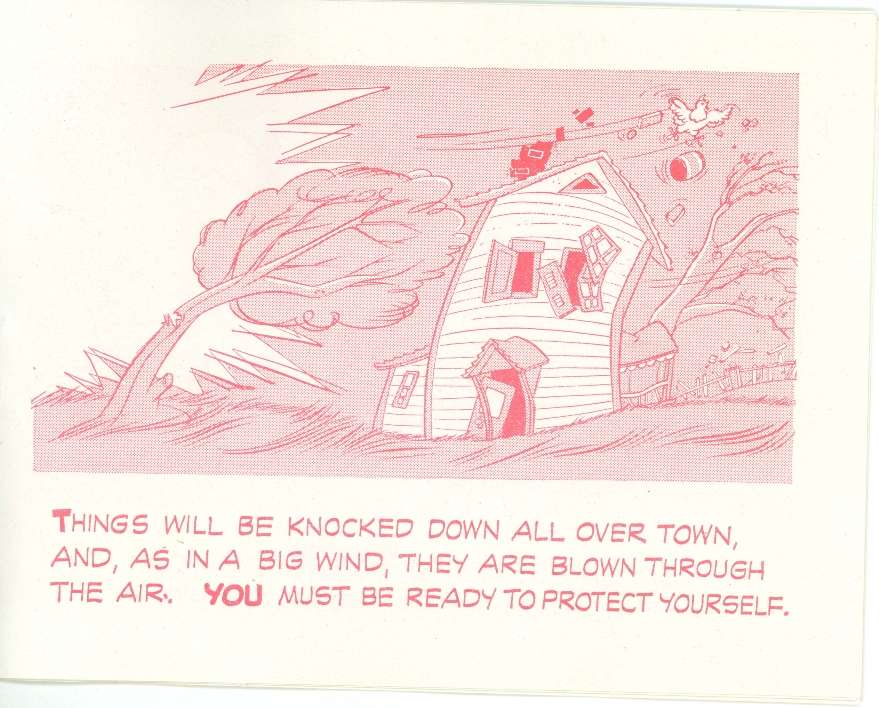 THINGS WILL BE KNOCKED DOWN ALL OVER TOWN,
AND, AS IN A BIG WIND, THEY ARE BLOWN THROUGH
THE AIR. YOU MUST BE READY TO PROTECT YOURSELF.